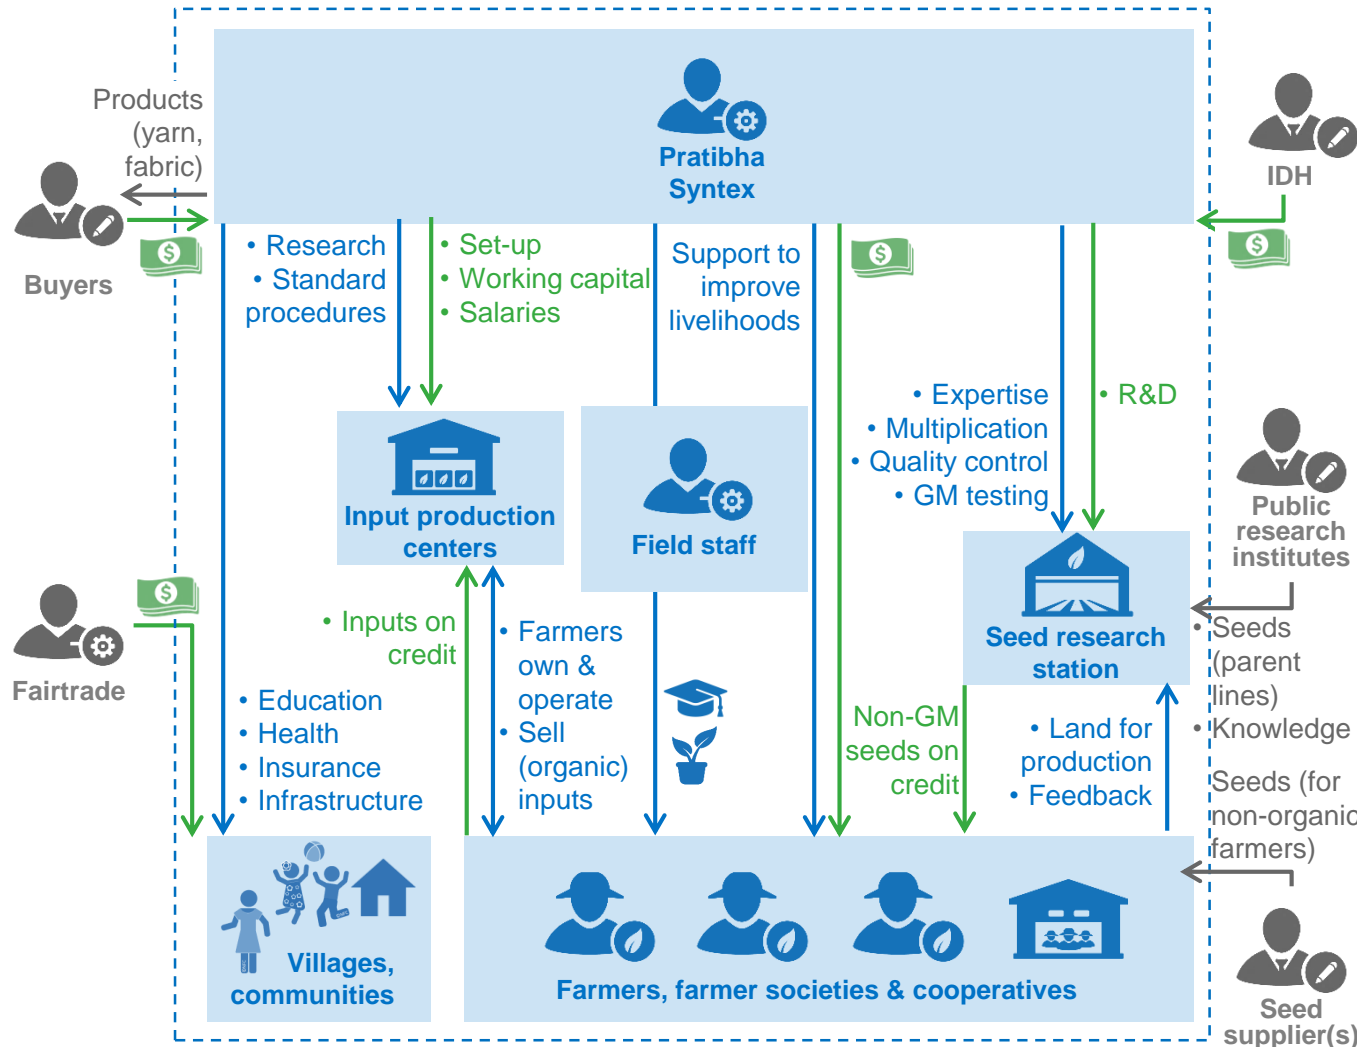 Products
(yarn,
fabric)
Pratibha
Syntex
IDH
Buyers
• Research
• Standard
procedures
• Set-up
• Working capital
• Salaries
Support to
improve
livelihoods
• Expertise
• Multiplication
• Quality control
• GM testing
• R&D
Input production
centers
Field staff
Public
research
institutes
Seed research
station
Fairtrade
• Inputs on
credit
• Farmers
own &
operate
• Sell
(organic)
inputs
• Education
• Health
• Insurance
• Infrastructure
Non-GM
seeds on
credit
• Land for
production
• Feedback
• Seeds
(parent
lines)
• Knowledge
Seeds (for
non-organic
farmers)
Villages,
communities
Farmers, farmer societies & cooperatives
Seed
supplier(s)